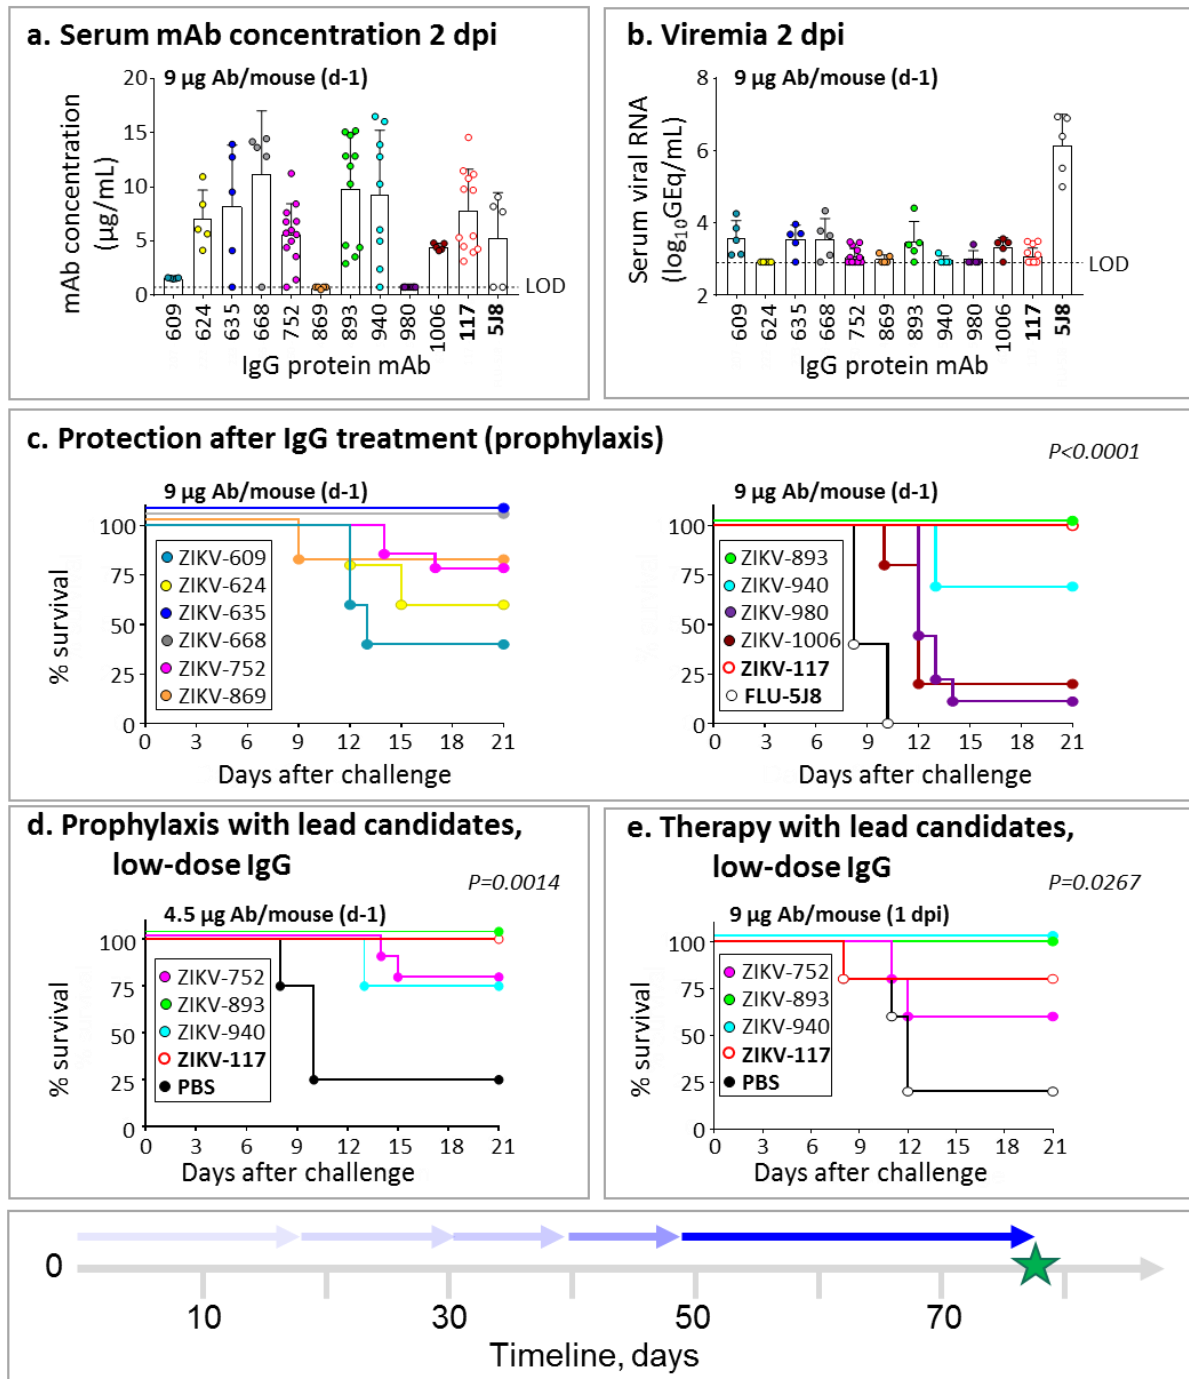 a. Serum mAb concentration 2 dpi
9 µg Ab/mouse (d-1)
mAb concentration
(µg/mL)
20
15
10
5
0
LOD
609
624
635
668
752
869
893
940
980
1006
117
5J8
IgG protein mAb
b. Viremia 2 dpi
9 µg Ab/mouse (d-1)
Serum viral RNA
(log10GEq/mL)
8
6
4
2
LOD
609
624
635
668
752
869
893
940
980
1006
117
5J8
IgG protein mAb
c. Protection after IgG treatment (prophylaxis)
P<0.0001
9 µg Ab/mouse (d-1)
% survival
100
75
50
25
0
ZIKV-609
ZIKV-624
ZIKV-635
ZIKV-668
ZIKV-752
ZIKV-869
0 3 6 9 12 15 18 21
Days after challenge
9 µg Ab/mouse (d-1)
100
75
50
25
0
ZIKV-893
ZIKV-940
ZIKV-980
ZIKV-1006
ZIKV-117
FLU-5J8
0 3 6 9 12 15 18 21
Days after challenge
d. Prophylaxis with lead candidates,
low-dose IgG
P=0.0014
4.5 µg Ab/mouse (d-1)
% survival
100
75
50
25
0
ZIKV-752
ZIKV-893
ZIKV-940
ZIKV-117
PBS
0 3 6 9 12 15 18 21
Days after challenge
e. Therapy with lead candidates,
low-dose IgG
P=0.0267
9 µg Ab/mouse (1 dpi)
% survival
100
75
50
25
0
ZIKV-752
ZIKV-893
ZIKV-940
ZIKV-117
PBS
0 3 6 9 12 15 18 21
Days after challenge
0
10 30 50 70
Timeline, days